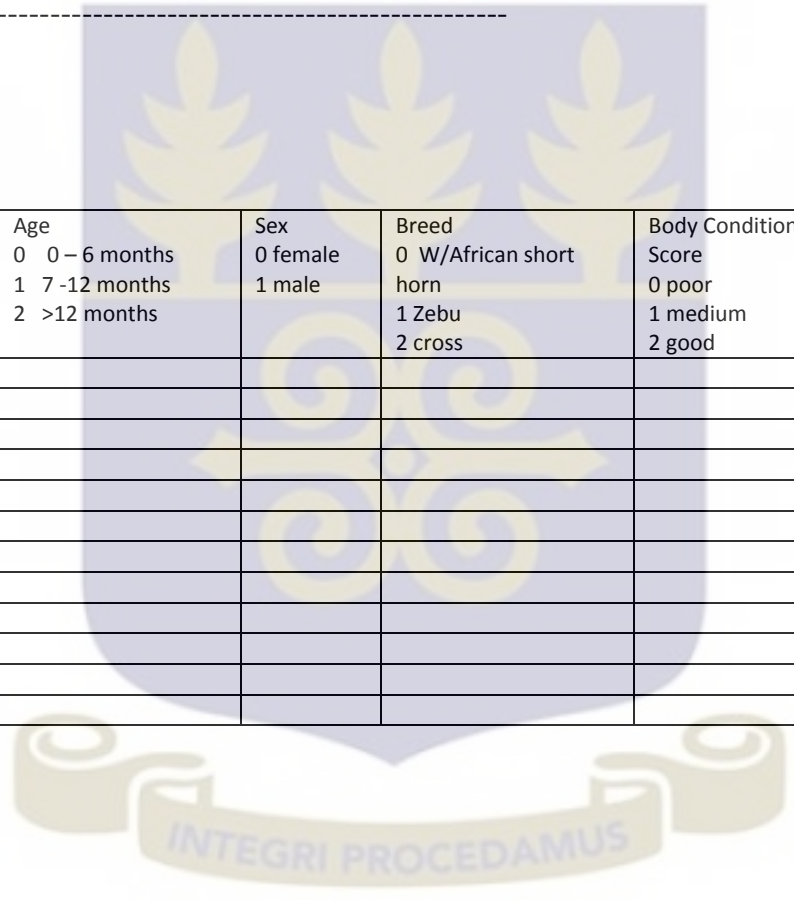 Age
0 0 – 6 months
1 7 -12 months
2 >12 months
Sex
0 female
1 male
Breed
0 W/African short
horn
1 Zebu
2 cross
Body Condition
Score
0 poor
1 medium
2 good
INTEGRI PROCEDAMUS